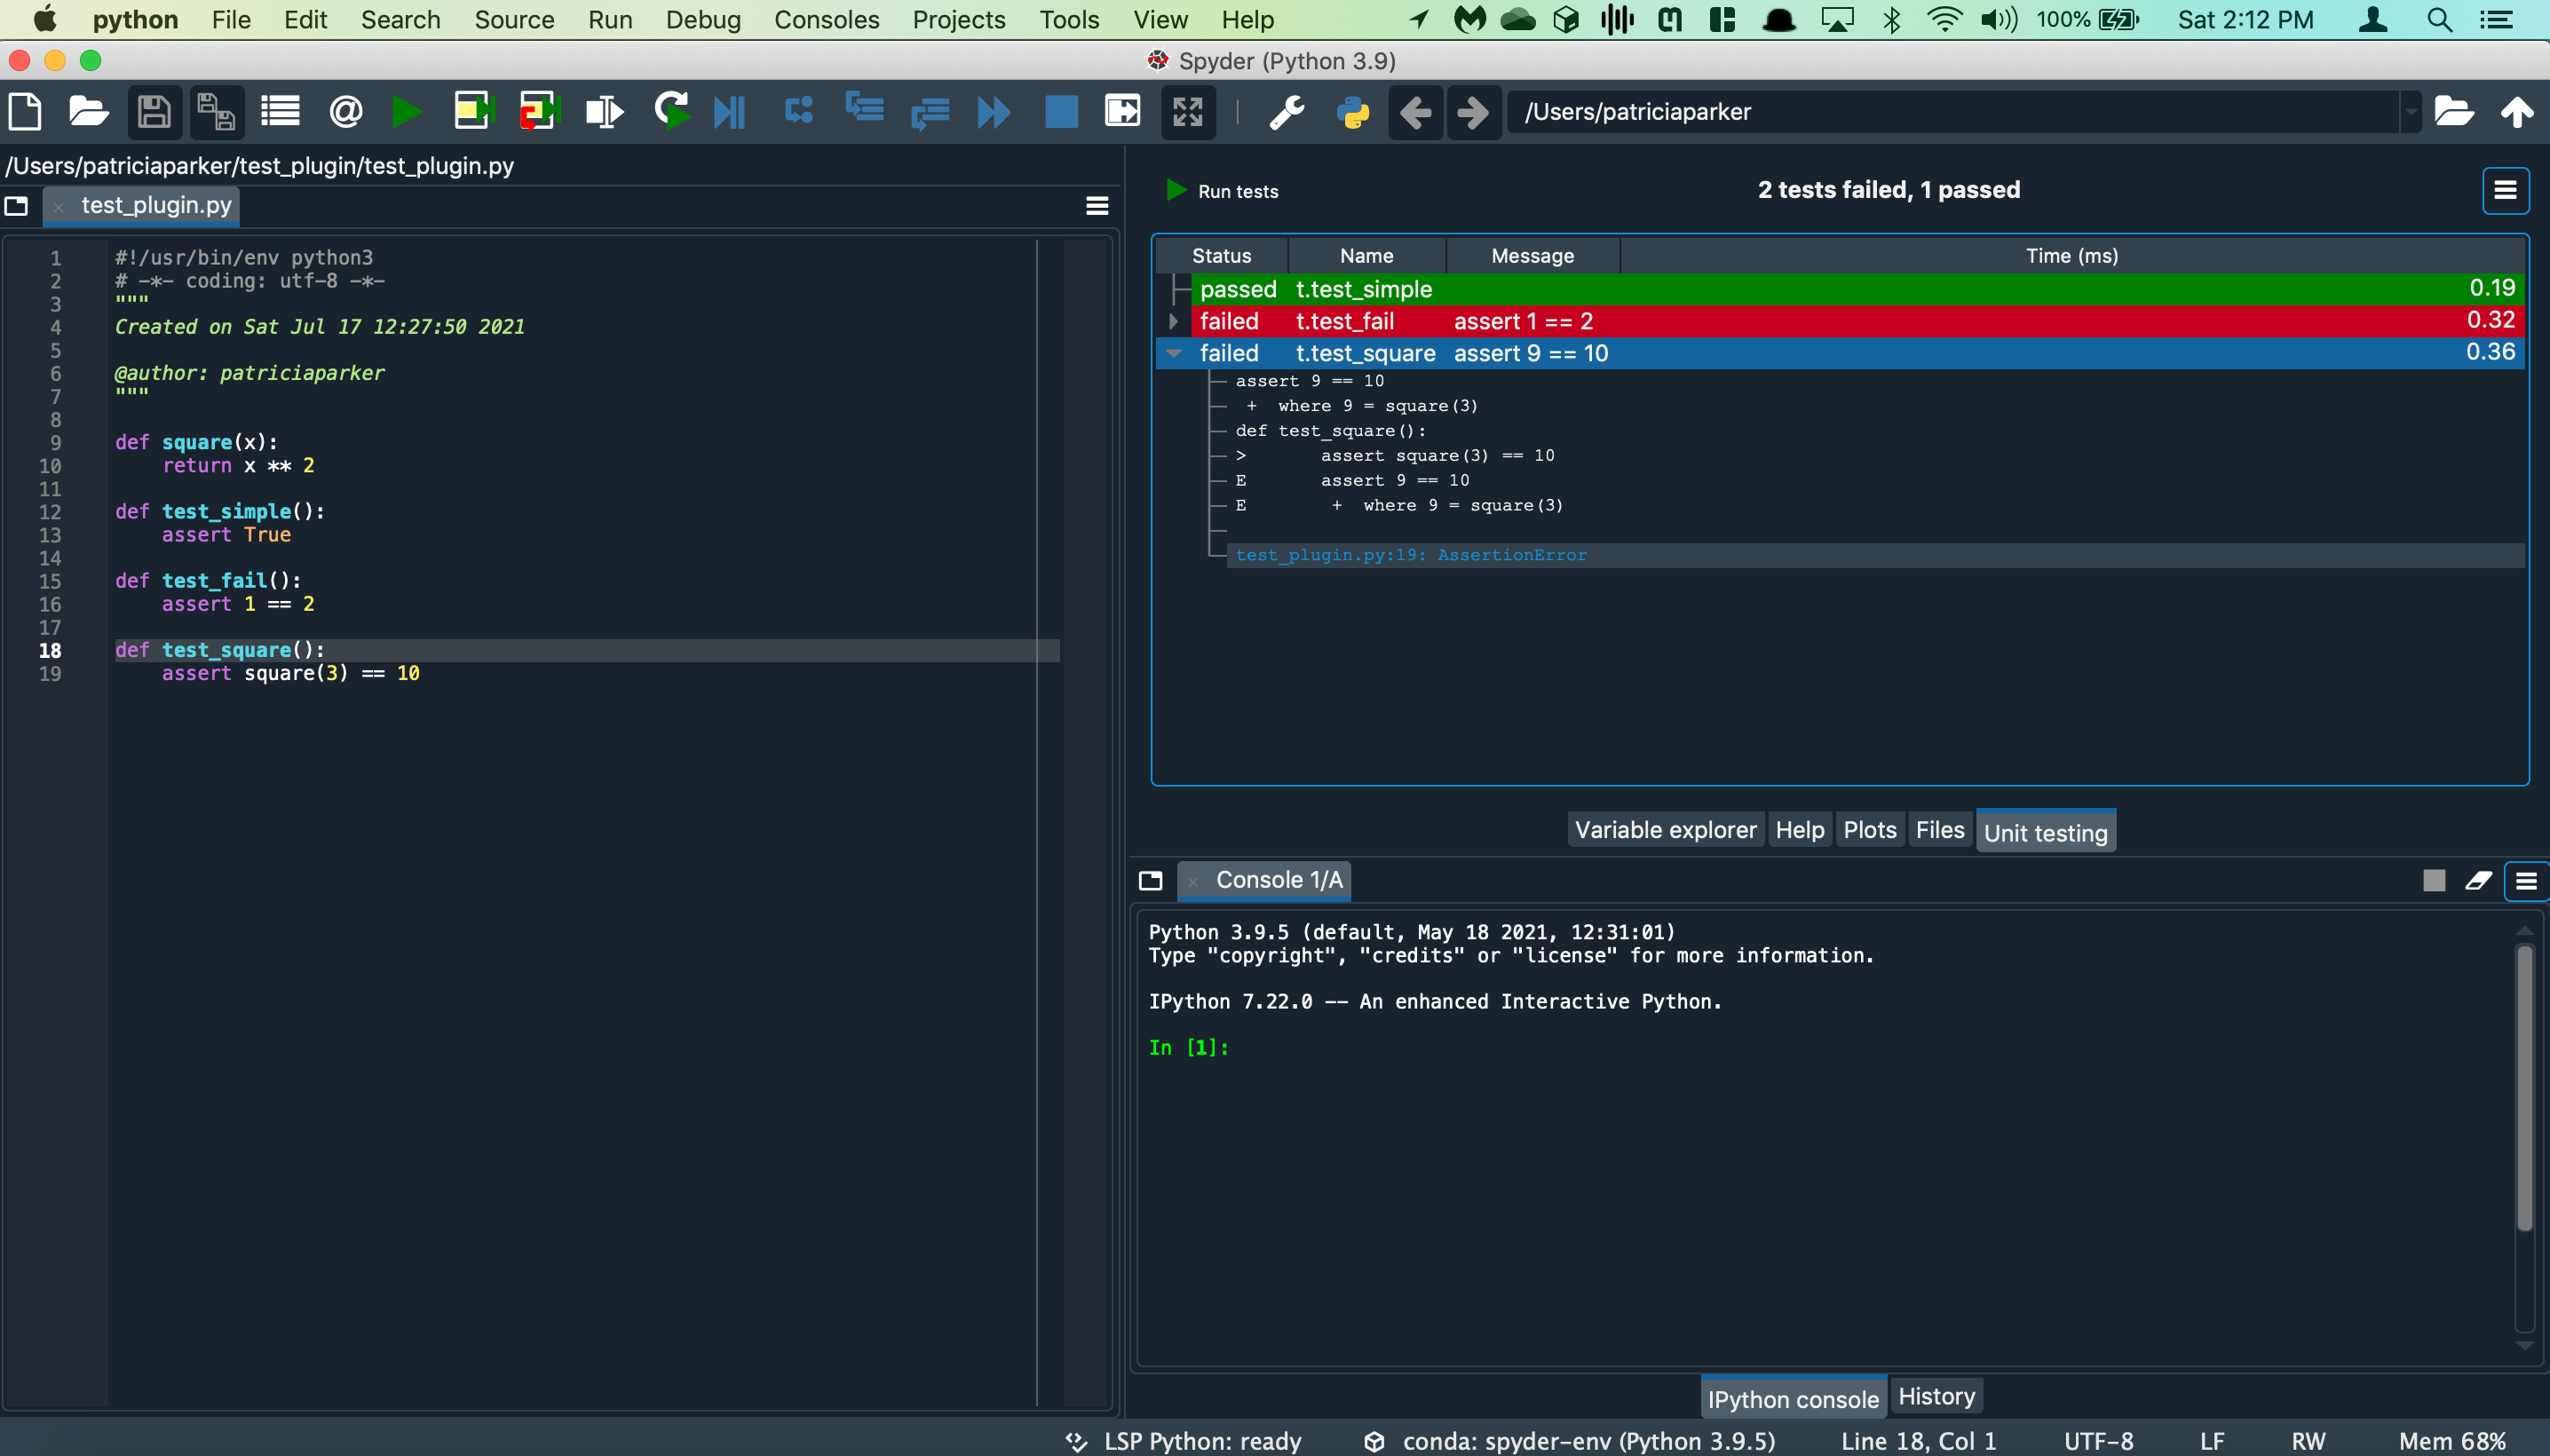 python File Edit Search Source Run Debug Consoles Projects Tools View Help 100% Sat 2:12 PM
Spyder (Python 3.9)
/Users/patriciaparker
/Users/patriciaparker/test_plugin/test_plugin.py
test_plugin.py
1 #!/usr/bin/env python3
2 # -*- coding: utf-8 -*-
3 """
4 Created on Sat Jul 17 12:27:50 2021
5
6 @author: patriciaparker
7 """
8
9 def square(x):
10 return x ** 2
11
12 def test_simple():
13 assert True
14
15 def test_fail():
16 assert 1 == 2
17
18 def test_square():
19 assert square(3) == 10
Run tests 2 tests failed, 1 passed
Status Name Message Time (ms)
passed t.test_simple 0.19
failed t.test_fail assert 1 == 2 0.32
failed t.test_square assert 9 == 10 0.36
assert 9 == 10
+ where 9 = square(3)
def test_square():
> assert square(3) == 10
E assert 9 == 10
E + where 9 = square(3)
test_plugin.py:19: AssertionError
Variable explorer Help Plots Files Unit testing
Console 1/A
Python 3.9.5 (default, May 18 2021, 12:31:01)
Type "copyright", "credits" or "license" for more information.
IPython 7.22.0 -- An enhanced Interactive Python.
In [1]:
IPython console History
LSP Python: ready conda: spyder-env (Python 3.9.5) Line 18, Col 1 UTF-8 LF RW Mem 68%